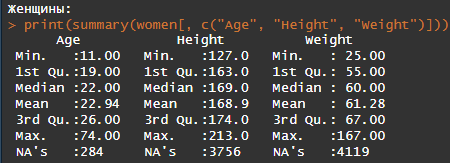 Женщины:
> print(summary(women[, c("Age", "Height", "Weight")]))
Age Height Weight
Min. :11.00 Min. :127.0 Min. : 25.00
1st Qu.:19.00 1st Qu.:163.0 1st Qu.: 55.00
Median :22.00 Median :169.0 Median : 60.00
Mean :22.94 Mean :168.9 Mean : 61.28
3rd Qu.:26.00 3rd Qu.:174.0 3rd Qu.: 67.00
Max. :74.00 Max. :213.0 Max. :167.00
NA's :284 NA's :3756 NA's :4119